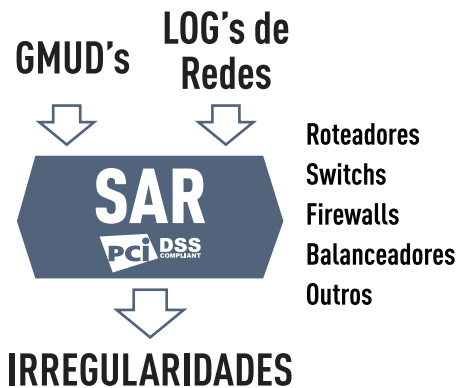 GMUD's
LOG's de
Redes
SAR
PCi DSS
COMPLIANT
Roteadores
Switchs
Firewalls
Balanceadores
Outros
IRREGULARIDADES